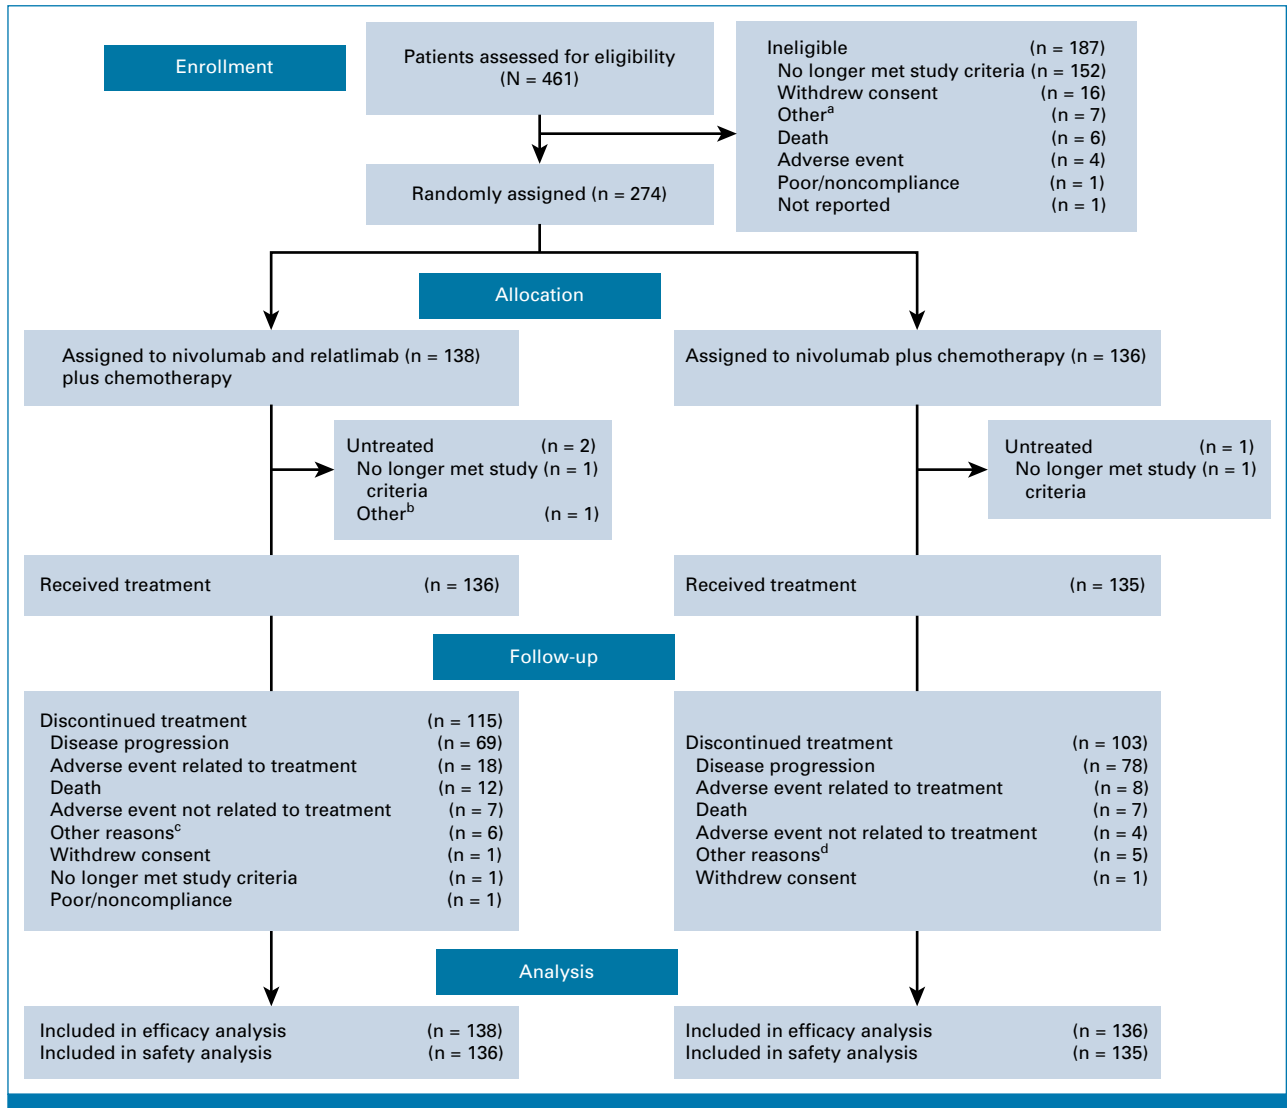 Enrollment
Patients assessed for eligibility
(N = 461)
Ineligible (n = 187)
No longer met study criteria (n = 152)
Withdrew consent (n = 16)
Otherᵃ (n = 7)
Death (n = 6)
Adverse event (n = 4)
Poor/noncompliance (n = 1)
Not reported (n = 1)
Randomly assigned (n = 274)
Allocation
Assigned to nivolumab and relatlimab (n = 138)
plus chemotherapy
Assigned to nivolumab plus chemotherapy (n = 136)
Untreated (n = 2)
No longer met study (n = 1)
criteria
Otherᵇ (n = 1)
Untreated (n = 1)
No longer met study (n = 1)
criteria
Received treatment (n = 136)
Received treatment (n = 135)
Follow-up
Discontinued treatment (n = 115)
Disease progression (n = 69)
Adverse event related to treatment (n = 18)
Death (n = 12)
Adverse event not related to treatment (n = 7)
Other reasonsᶜ (n = 6)
Withdrew consent (n = 1)
No longer met study criteria (n = 1)
Poor/noncompliance (n = 1)
Discontinued treatment (n = 103)
Disease progression (n = 78)
Adverse event related to treatment (n = 8)
Death (n = 7)
Adverse event not related to treatment (n = 4)
Other reasonsᵈ (n = 5)
Withdrew consent (n = 1)
Analysis
Included in efficacy analysis (n = 138)
Included in safety analysis (n = 136)
Included in efficacy analysis (n = 136)
Included in safety analysis (n = 135)